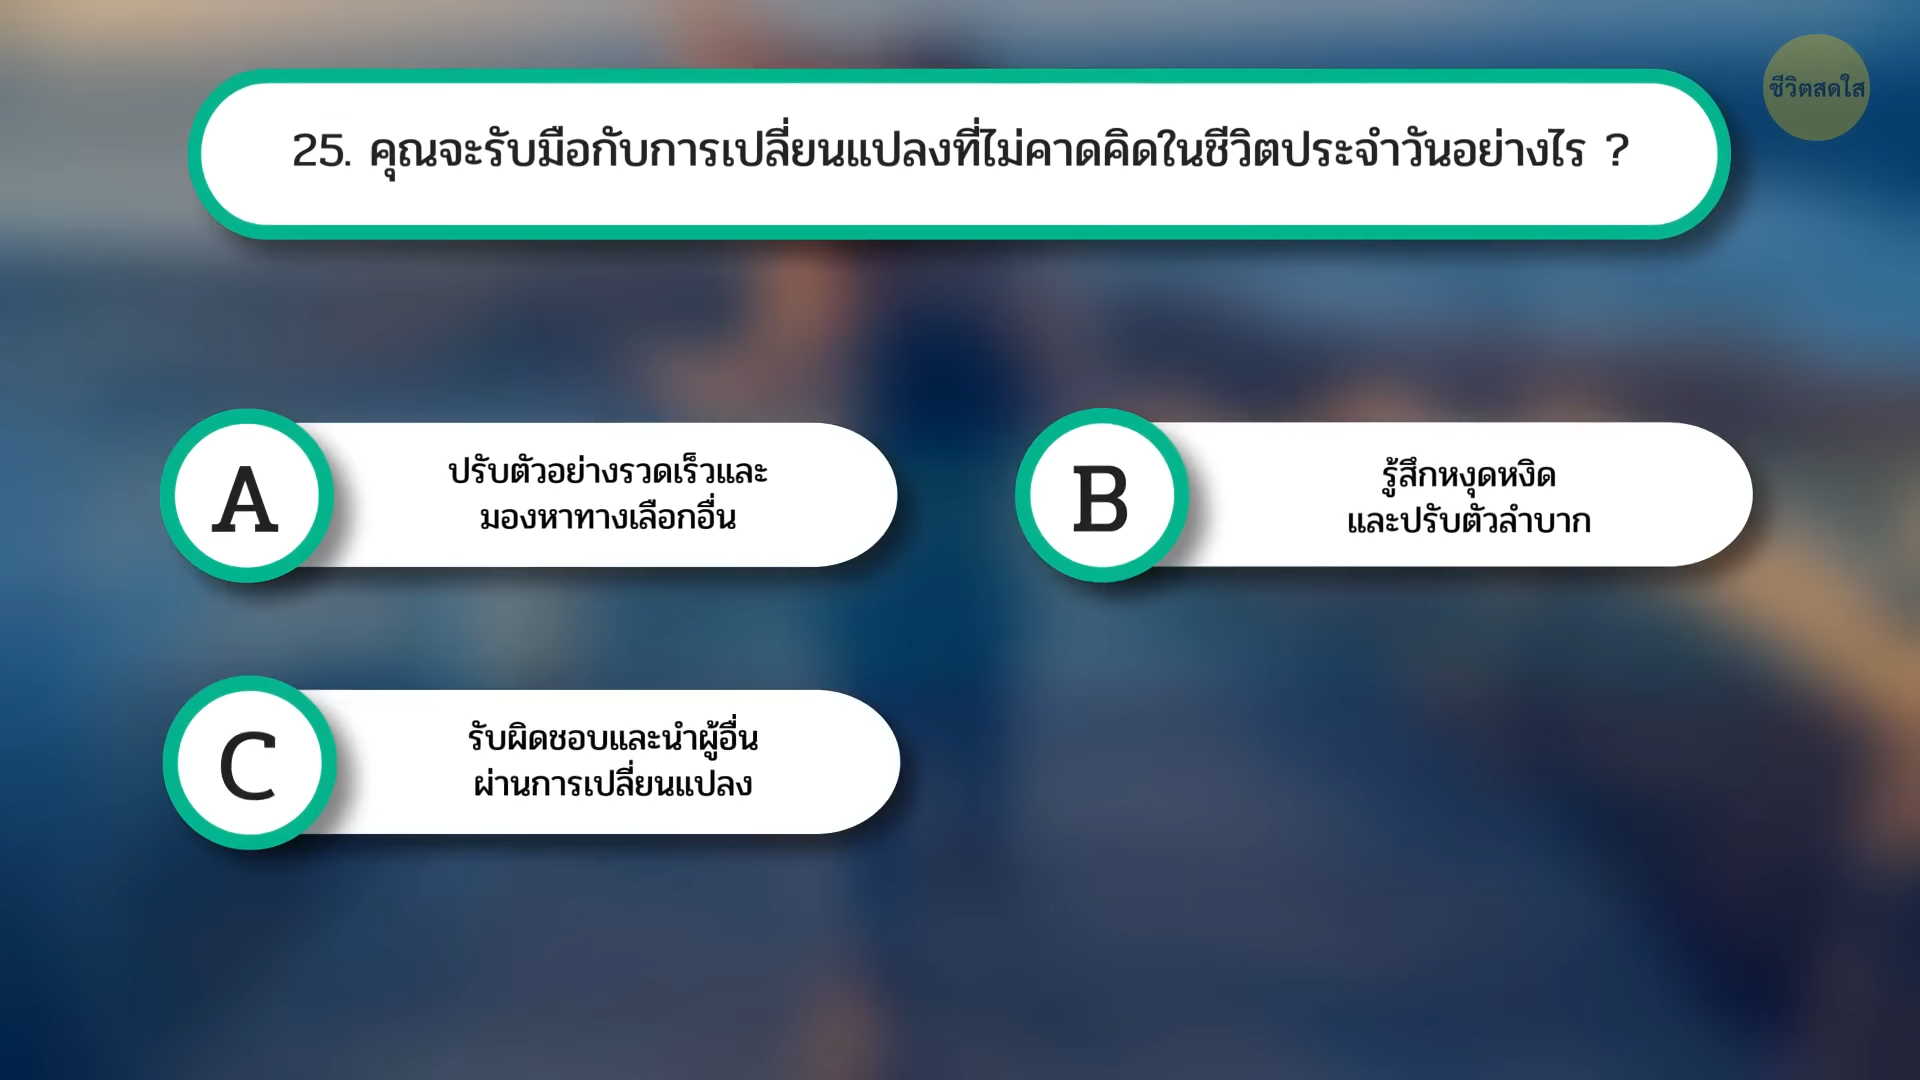 ชีวิตสดใส
25. คุณจะรับมือกับการเปลี่ยนแปลงที่ไม่คาดคิดในชีวิตประจำวันอย่างไร ?
A
ปรับตัวอย่างรวดเร็วและ
มองหาทางเลือกอื่น
B
รู้สึกหงุดหงิด
และปรับตัวลำบาก
C
รับผิดชอบและนำผู้อื่น
ผ่านการเปลี่ยนแปลง